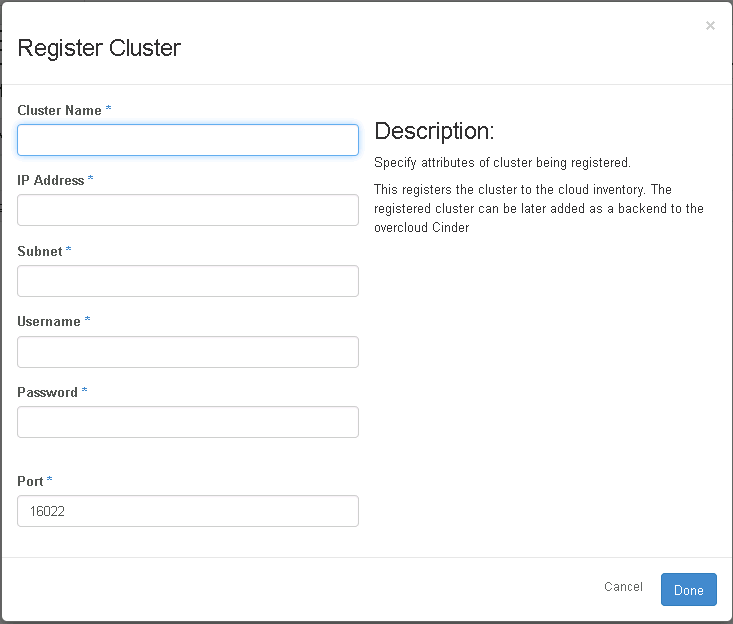 ×
Register Cluster
Cluster Name *
IP Address *
Subnet *
Username *
Password *
Port *
16022
Description:
Specify attributes of cluster being registered.
This registers the cluster to the cloud inventory. The
registered cluster can be later added as a backend to the
overcloud Cinder
Cancel
Done